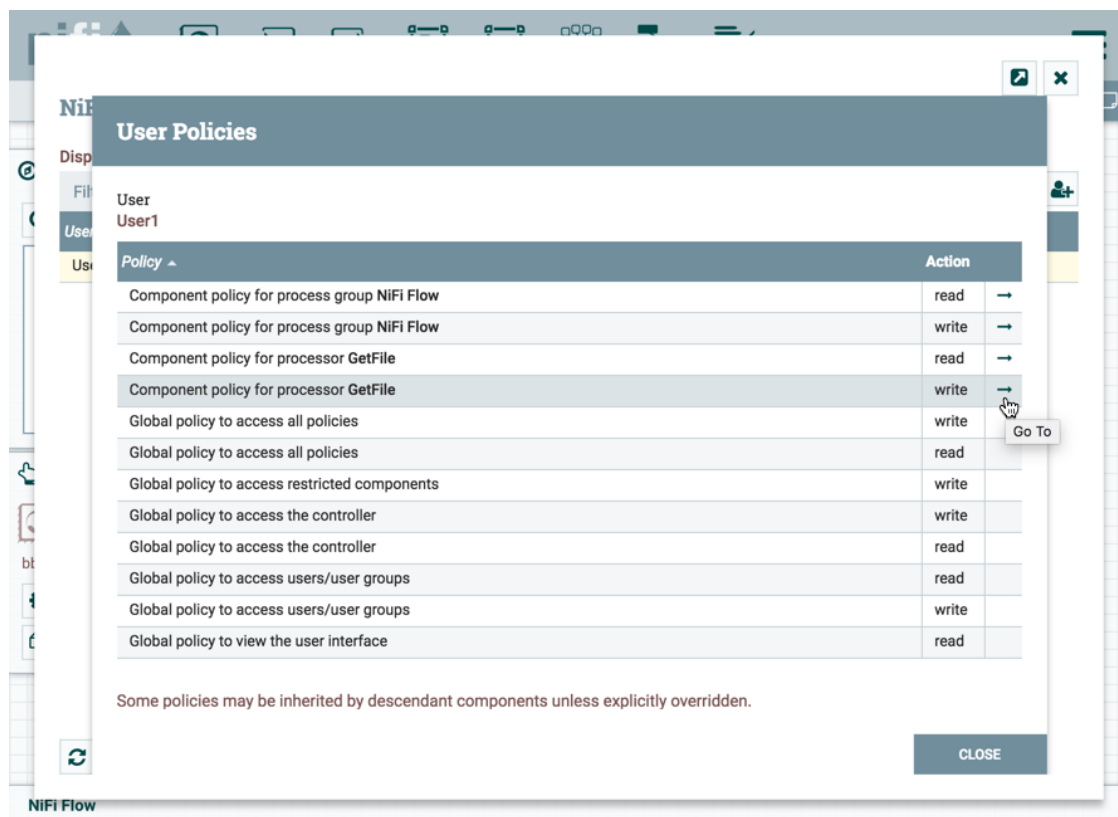 User Policies
User
User1
Policy
Action
Component policy for process group NiFi Flow read
Component policy for process group NiFi Flow write
Component policy for processor GetFile read
Component policy for processor GetFile write
Go To
Global policy to access all policies write
Global policy to access all policies read
Global policy to access restricted components write
Global policy to access the controller write
Global policy to access the controller read
Global policy to access users/user groups read
Global policy to access users/user groups write
Global policy to view the user interface read
Some policies may be inherited by descendant components unless explicitly overridden.
CLOSE
NiFi Flow